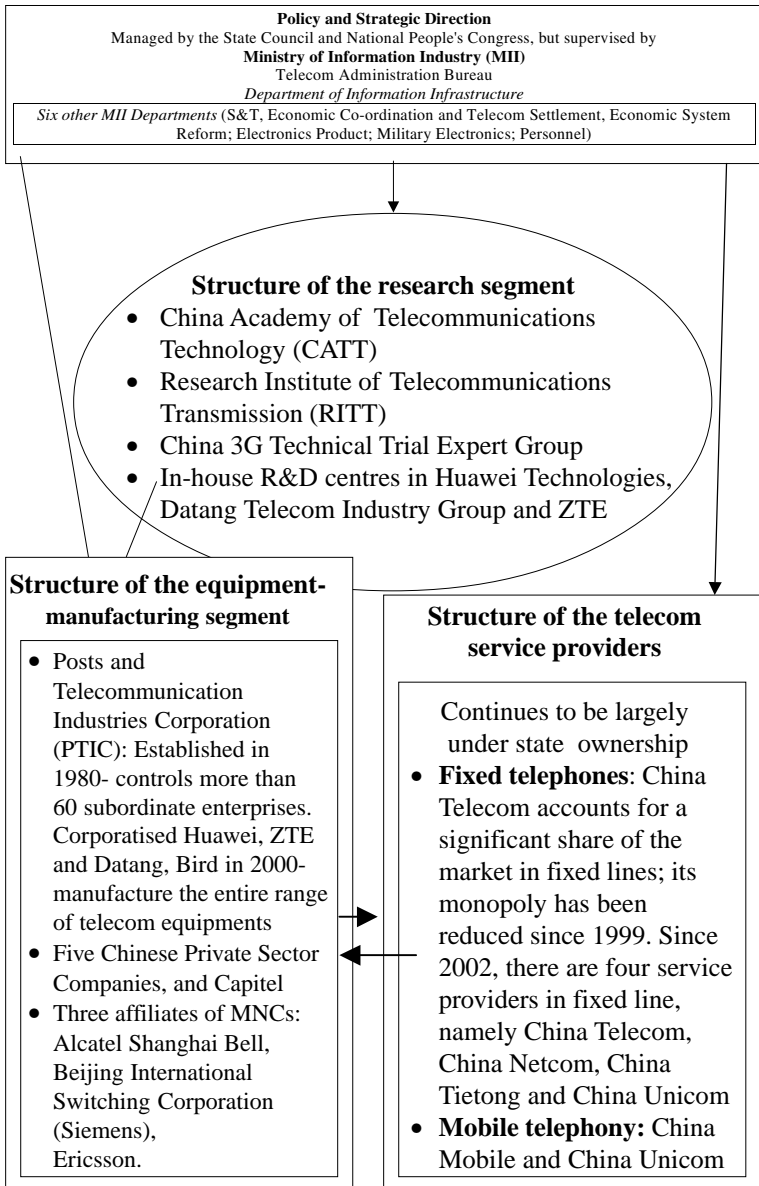 Policy and Strategic Direction
Managed by the State Council and National People's Congress, but supervised by
Ministry of Information Industry (MII)
Telecom Administration Bureau
Department of Information Infrastructure
Six other MII Departments (S&T, Economic Co-ordination and Telecom Settlement, Economic System
Reform; Electronics Product; Military Electronics; Personnel)
Structure of the research segment
• China Academy of Telecommunications
Technology (CATT)
• Research Institute of Telecommunications
Transmission (RITT)
• China 3G Technical Trial Expert Group
• In-house R&D centres in Huawei Technologies,
Datang Telecom Industry Group and ZTE
Structure of the equipment-
manufacturing segment
• Posts and
Telecommunication
Industries Corporation
(PTIC): Established in
1980- controls more than
60 subordinate enterprises.
Corporatised Huawei, ZTE
and Datang, Bird in 2000-
manufacture the entire range
of telecom equipments
• Five Chinese Private Sector
Companies, and Capitel
• Three affiliates of MNCs:
Alcatel Shanghai Bell,
Beijing International
Switching Corporation
(Siemens),
Ericsson.
Structure of the telecom
service providers
Continues to be largely
under state ownership
• Fixed telephones: China
Telecom accounts for a
significant share of the
market in fixed lines; its
monopoly has been
reduced since 1999. Since
2002, there are four service
providers in fixed line,
namely China Telecom,
China Netcom, China
Tietong and China Unicom
• Mobile telephony: China
Mobile and China Unicom